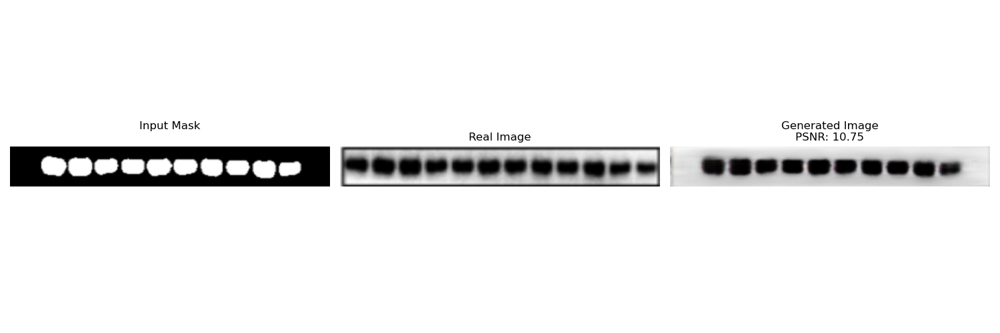 Input Mask
Real Image
Generated Image
PSNR: 10.75